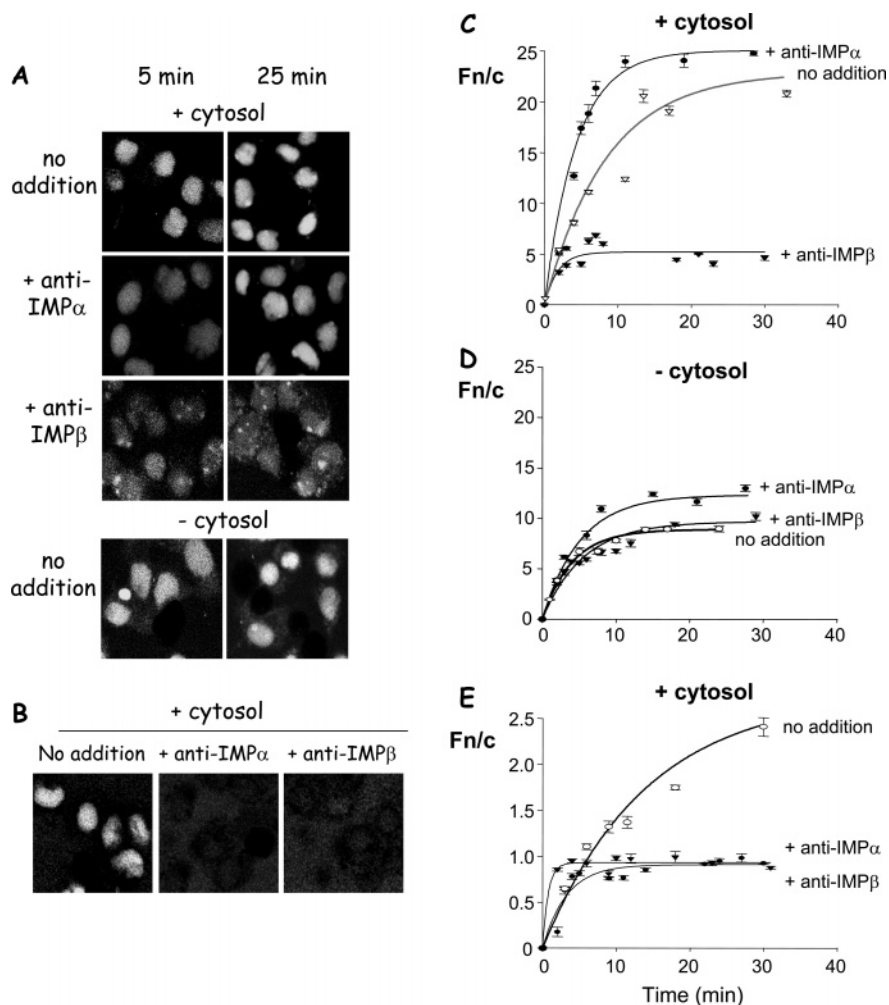 A
5 min 25 min
+ cytosol
no
addition
+ anti-
IMPα
+ anti-
IMPβ
- cytosol
no
addition
B
+ cytosol
No addition + anti-IMPα + anti-IMPβ
C + cytosol
Fn/c
25
20
15
10
5
0
0 10 20 30 40
+ anti-IMPα
no addition
+ anti-IMPβ
D - cytosol
Fn/c
25
20
15
10
5
0
0 10 20 30 40
+ anti-IMPα
+ anti-IMPβ
no addition
E + cytosol
Fn/c
2.5
2.0
1.5
1.0
0.5
0.0
0 10 20 30 40
no addition
+ anti-IMPα
+ anti-IMPβ
Time (min)